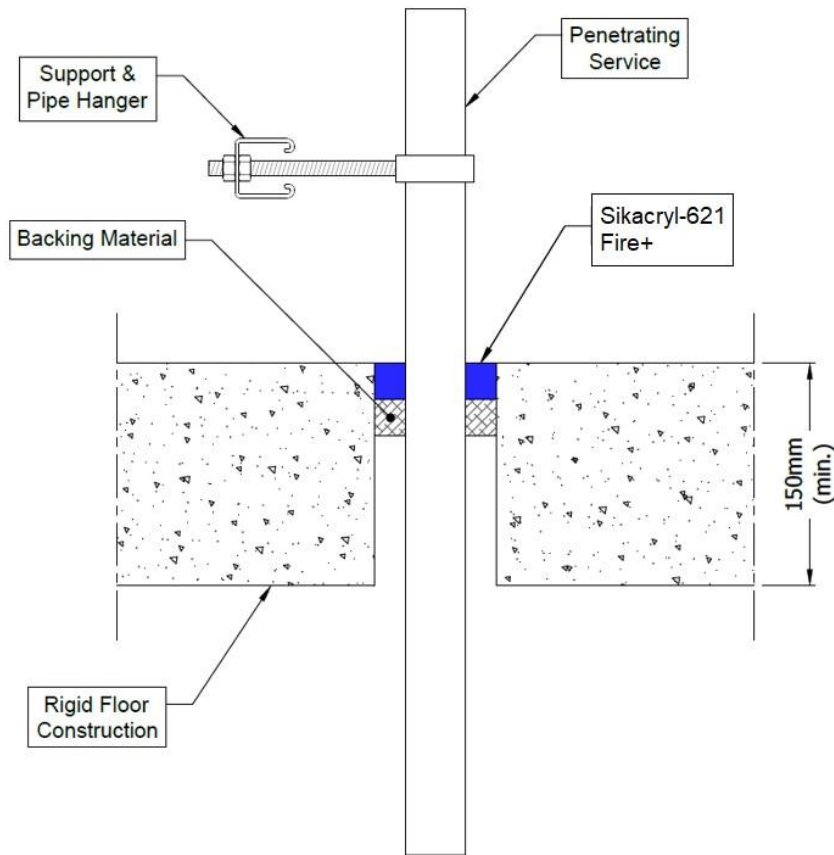 Penetrating
Service
Support &
Pipe Hanger
Sikacryl-621
Fire+
Backing Material
150mm
(min.)
Rigid Floor
Construction